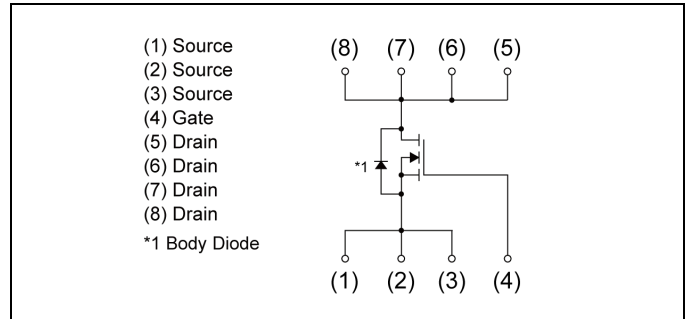 (1) Source
(2) Source
(3) Source
(4) Gate
(5) Drain
(6) Drain
(7) Drain
(8) Drain
*1 Body Diode
(8) (7) (6) (5)
*1
(1) (2) (3) (4)